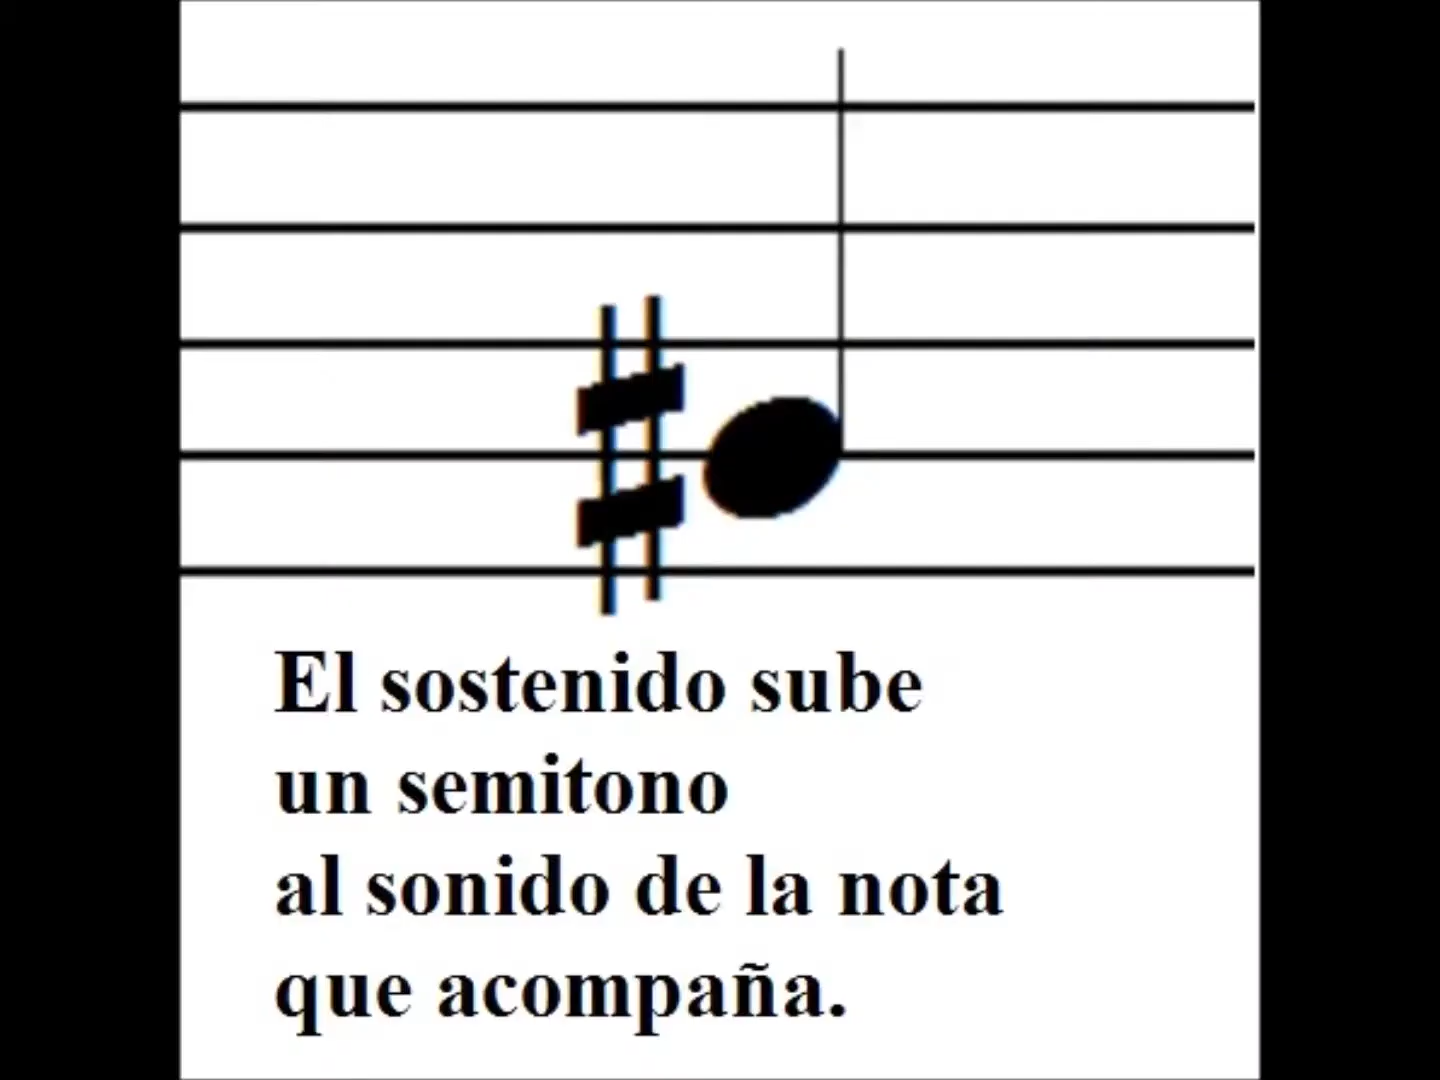 El sostenido sube
un semitono
al sonido de la nota
que acompaña.